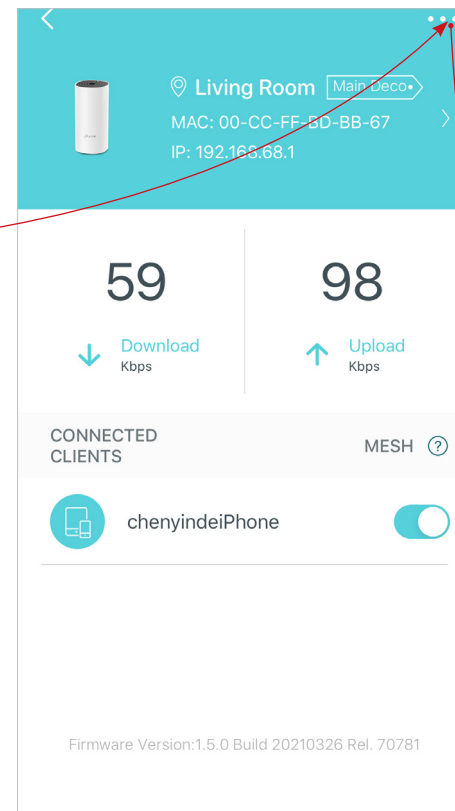 Living Room Main Deco
MAC: 00-CC-FF-BD-BB-67
IP: 192.168.68.1
59 98
Download Upload
Kbps Kbps
CONNECTED
CLIENTS
MESH ?
chenyindeiPhone
Firmware Version:1.5.0 Build 20210326 Rel. 70781